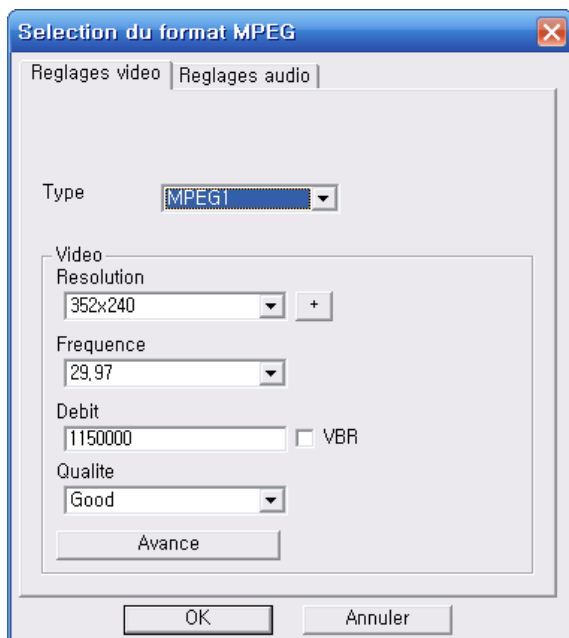 Selection du format MPEG
Reglages video
Reglages audio
Type
MPEG1
Video
Resolution
352x240
+
Frequence
29,97
Debit
1150000
VBR
Qualite
Good
Avance
OK
Annuler